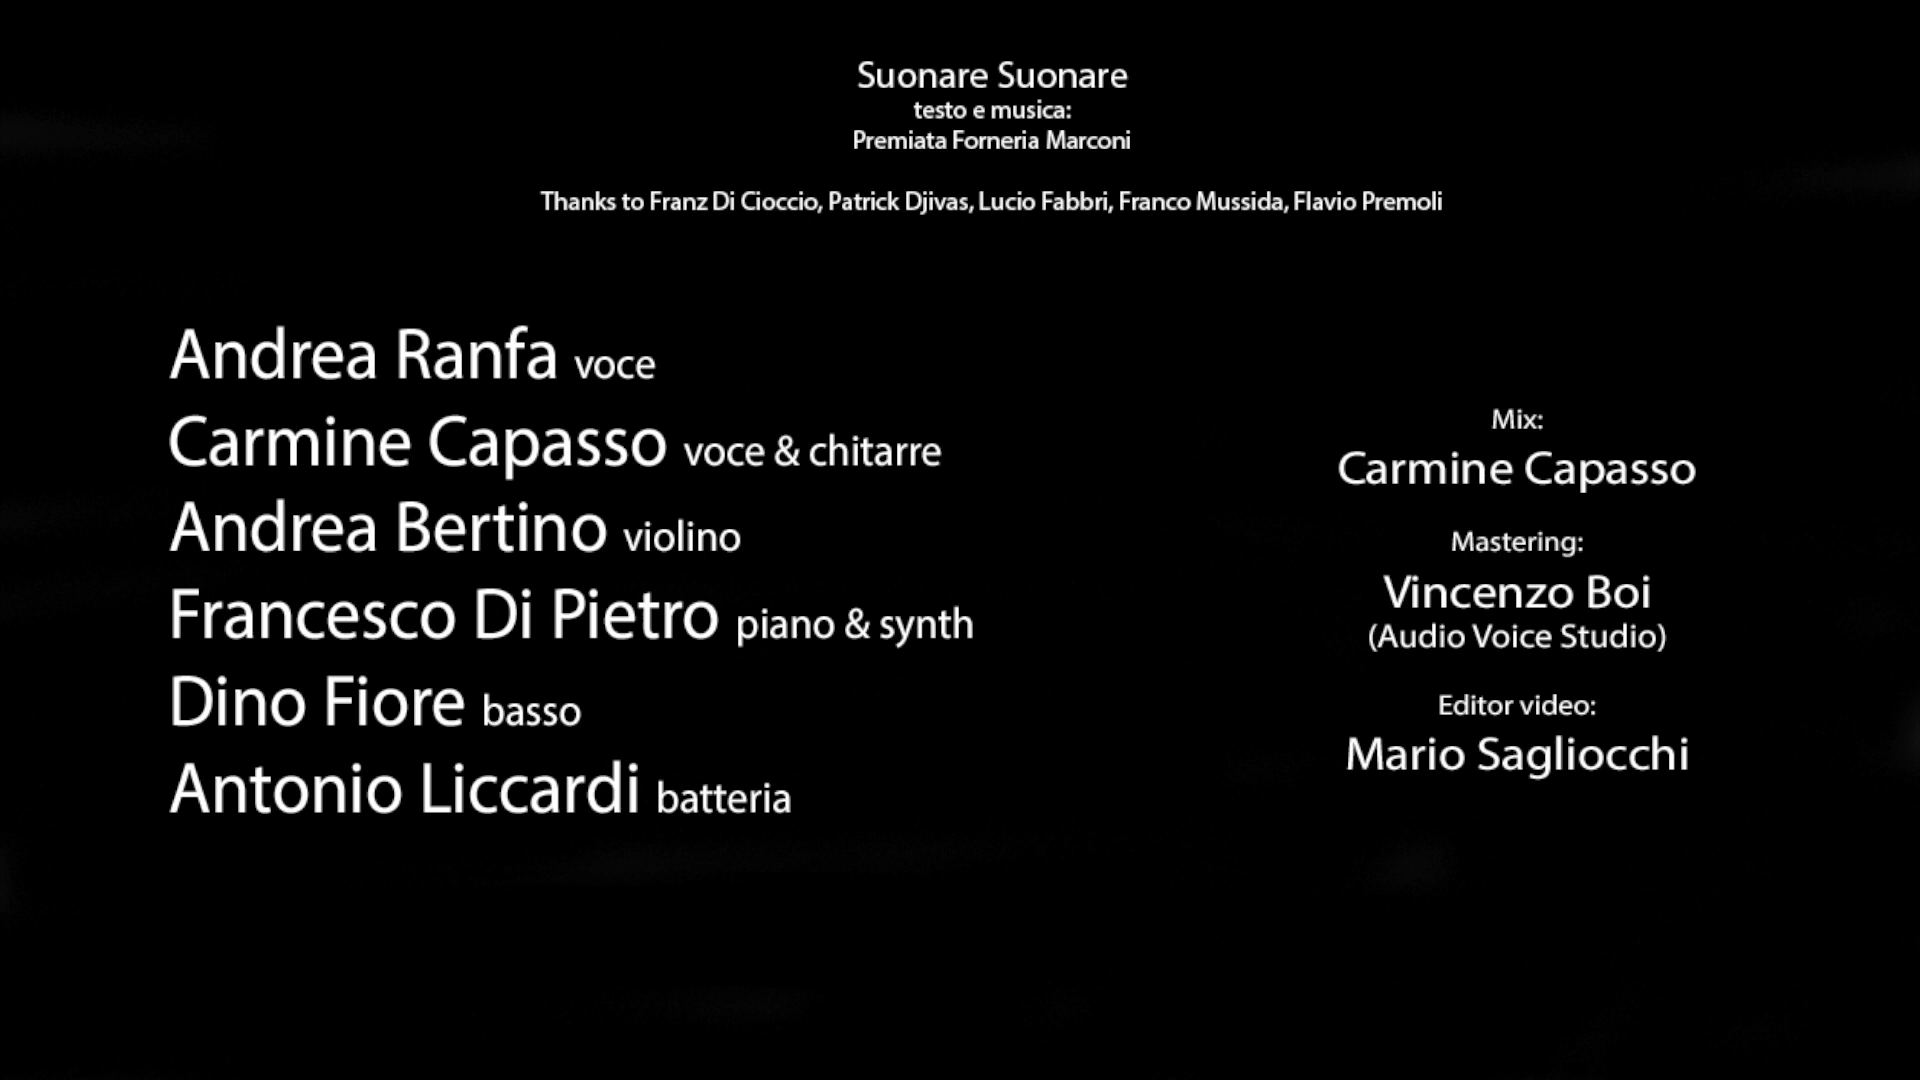 Suonare Suonare
testo e musica:
Premiata Forneria Marconi
Thanks to Franz Di Cioccio, Patrick Djivas, Lucio Fabbri, Franco Mussida, Flavio Premoli
Andrea Ranfa voce
Carmine Capasso voce & chitarre
Andrea Bertino violino
Francesco Di Pietro piano & synth
Dino Fiore basso
Antonio Liccardi batteria
Mix:
Carmine Capasso
Mastering:
Vincenzo Boi
(Audio Voice Studio)
Editor video:
Mario Sagliocchi